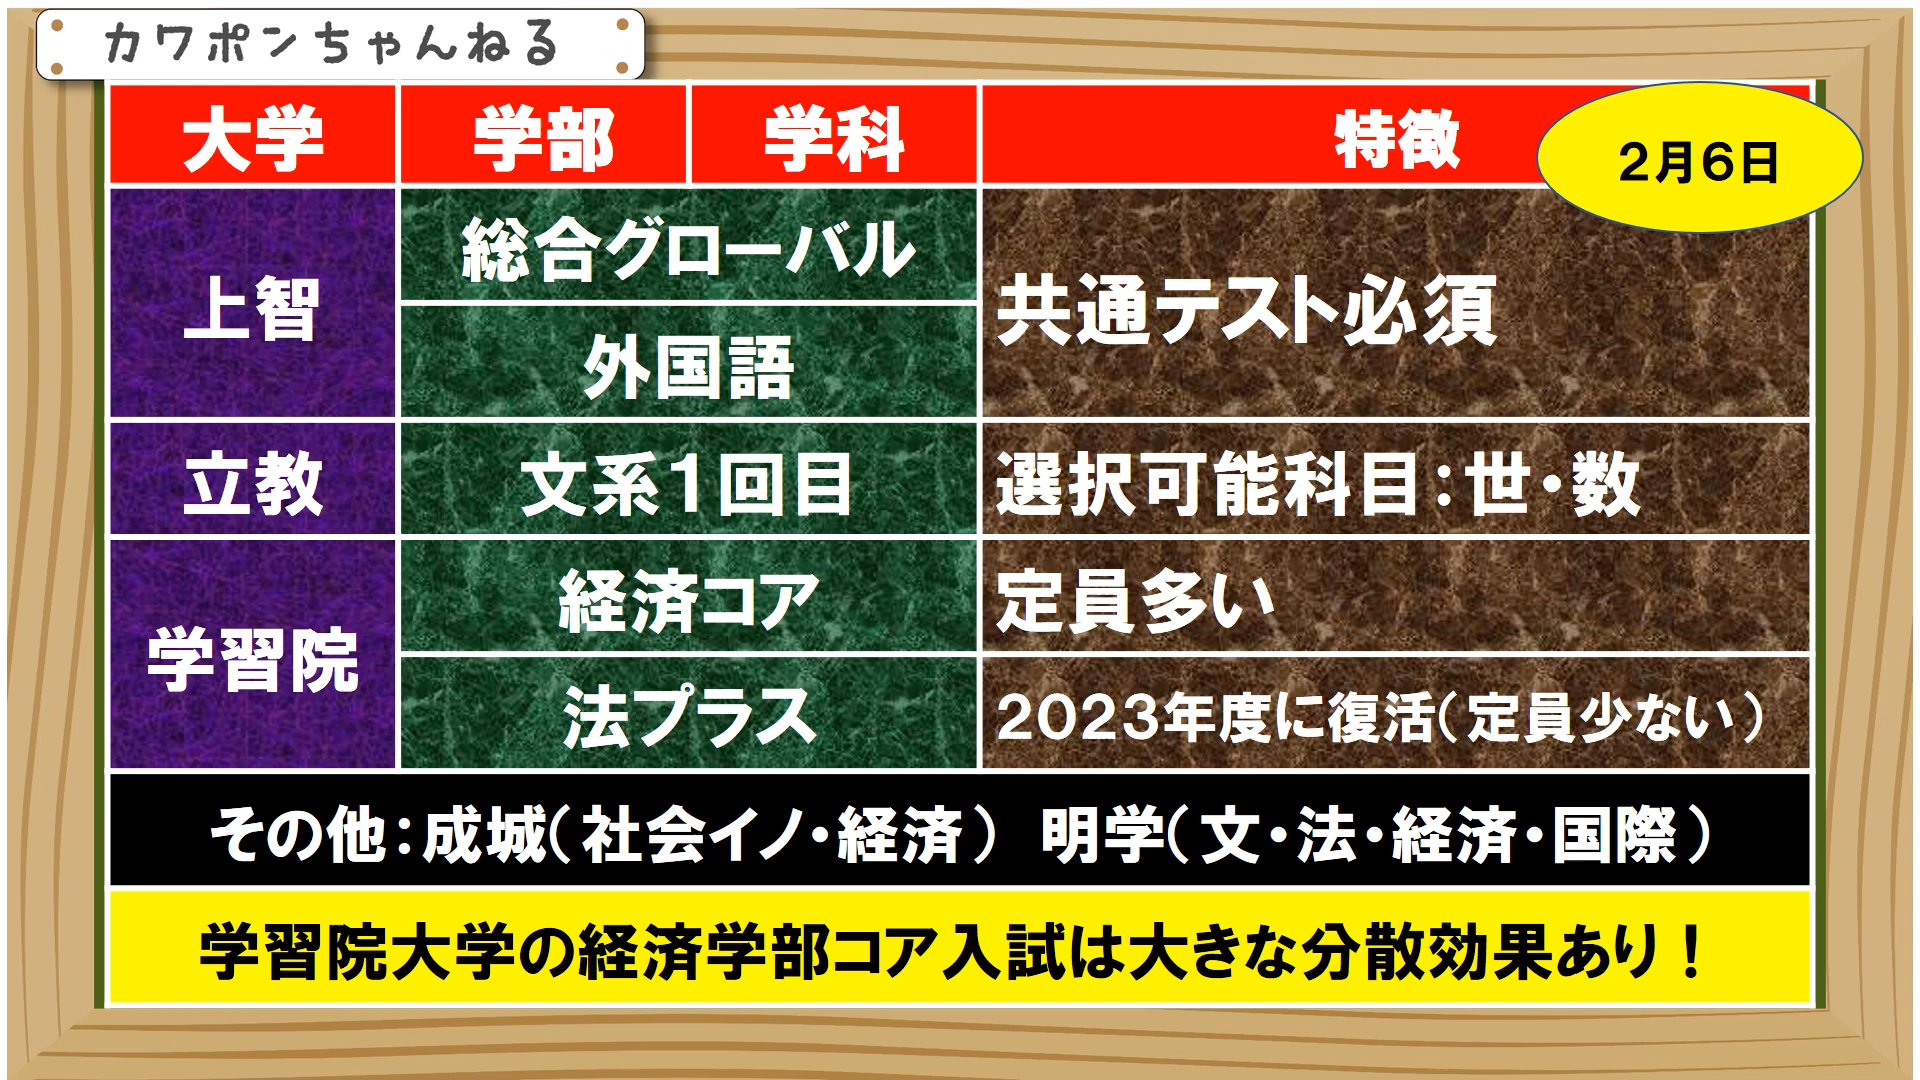 カワポンちゃんねる
大学 学部 学科 特徴
2月6日
上智 総合グローバル 共通テスト必須
外国語
立教 文系1回目 選択可能科目:世・数
学習院 経済コア 定員多い
法プラス 2023年度に復活(定員少ない)
その他:成城(社会イノ・経済) 明学(文・法・経済・国際)
学習院大学の経済学部コア入試は大きな分散効果あり!